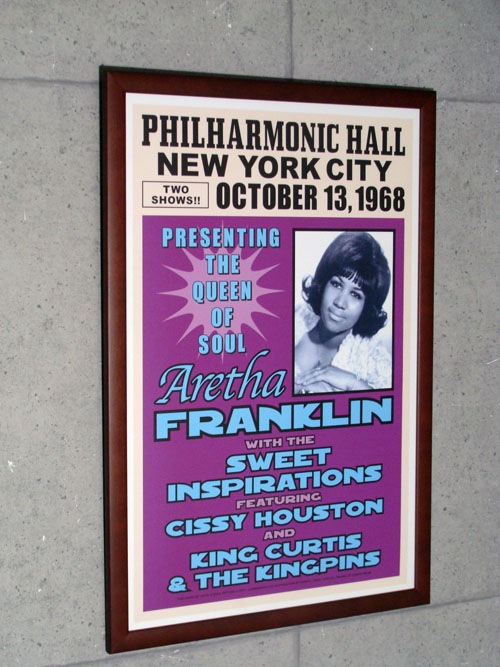 PHILHARMONIC HALL
NEW YORK CITY
TWO
SHOWS!!
OCTOBER 13, 1968
PRESENTING
THE
QUEEN
OF
SOUL
Aretha
FRANKLIN
WITH THE
SWEET
INSPIRATIONS
FEATURING
CISSY HOUSTON
AND
KING CURTIS
& THE KINGPINS